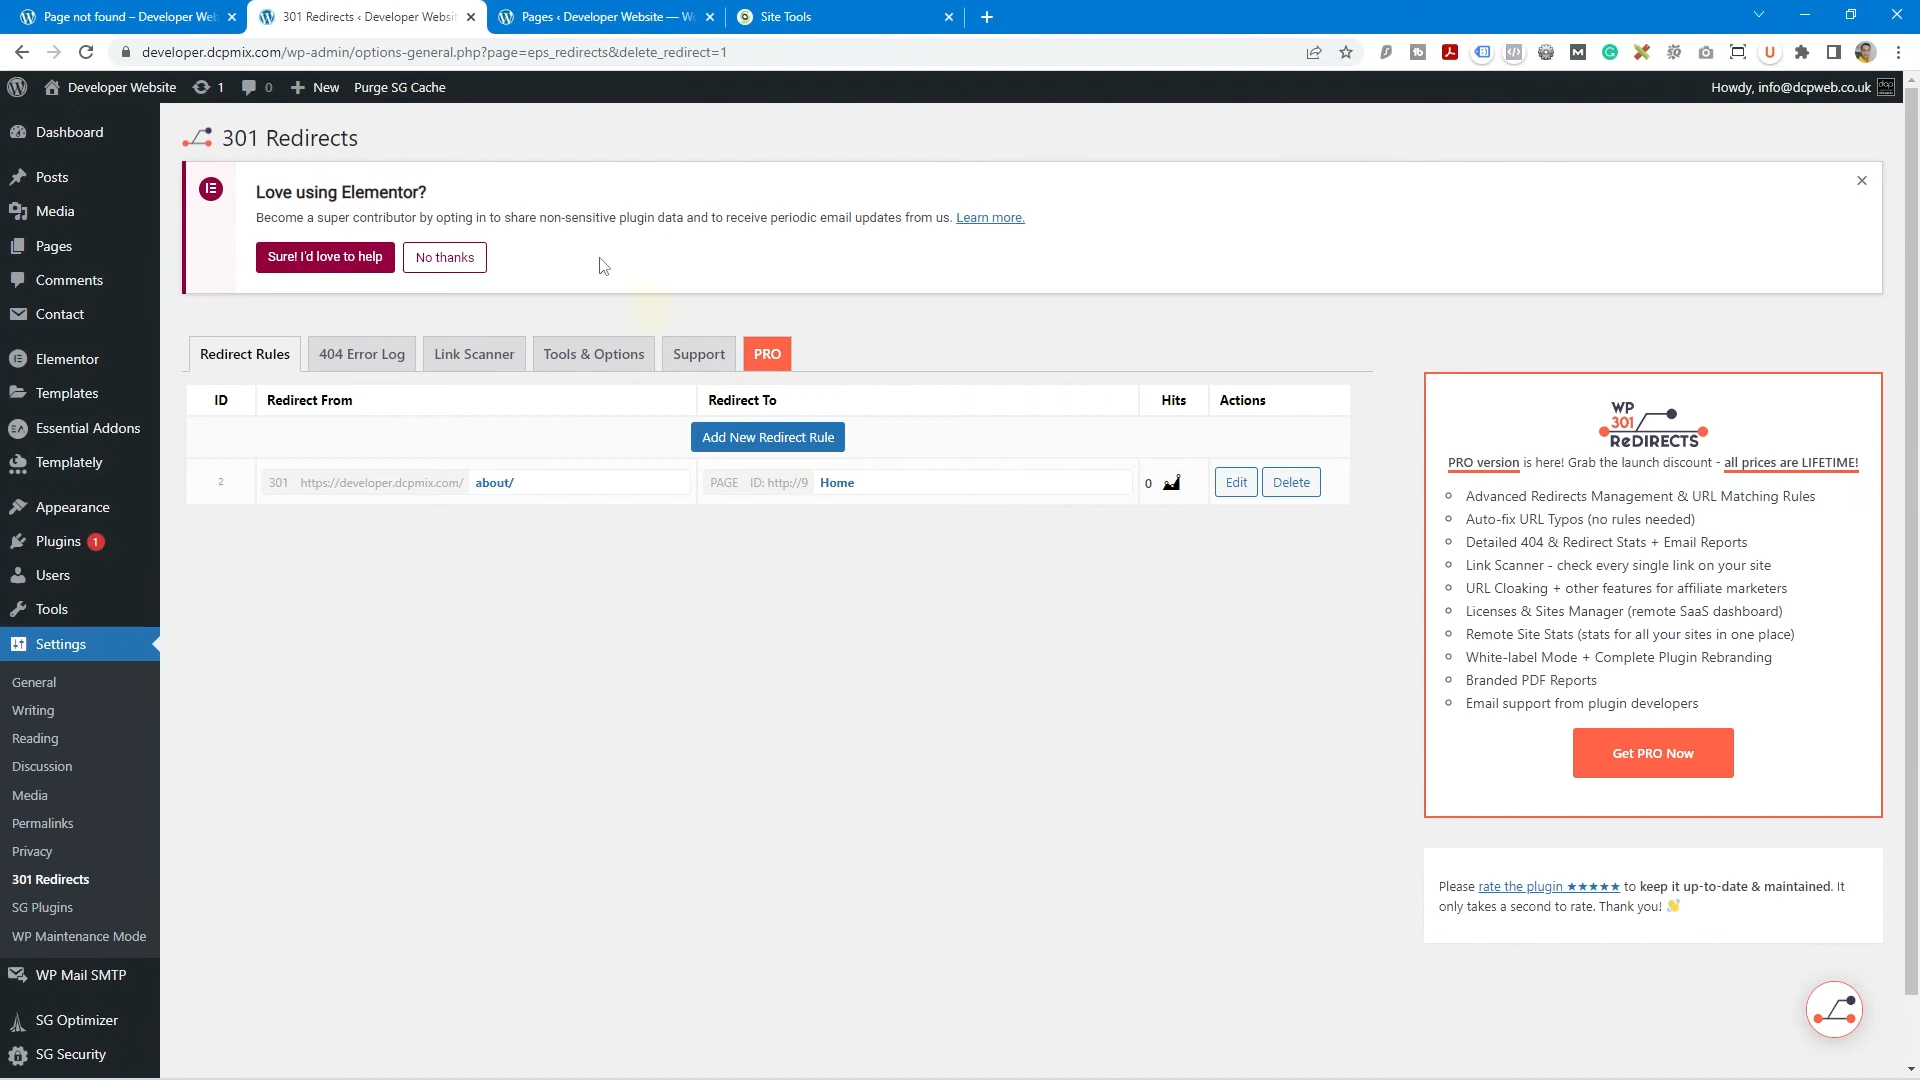 Page not found – Developer Web
301 Redirects ‹ Developer Websit
Pages ‹ Developer Website — W
Site Tools
developer.dcpmix.com/wp-admin/options-general.php?page=eps_redirects&delete_redirect=1
Developer Website
1
0
New
Purge SG Cache
Howdy, info@dcpweb.co.uk
Dashboard
Posts
Media
Pages
Comments
Contact
Elementor
Templates
Essential Addons
Templately
Appearance
Plugins 1
Users
Tools
Settings
General
Writing
Reading
Discussion
Media
Permalinks
Privacy
301 Redirects
SG Plugins
WP Maintenance Mode
WP Mail SMTP
SG Optimizer
SG Security
301 Redirects
Love using Elementor?
Become a super contributor by opting in to share non-sensitive plugin data and to receive periodic email updates from us. Learn more.
Sure! I'd love to help
No thanks
Redirect Rules
404 Error Log
Link Scanner
Tools & Options
Support
PRO
ID
Redirect From
Redirect To
Hits
Actions
Add New Redirect Rule
2
301 https://developer.dcpmix.com/ about/
PAGE ID: http://9 Home
0
Edit
Delete
WP
301
ReDIRECTS
PRO version is here! Grab the launch discount - all prices are LIFETIME!
Advanced Redirects Management & URL Matching Rules
Auto-fix URL Typos (no rules needed)
Detailed 404 & Redirect Stats + Email Reports
Link Scanner - check every single link on your site
URL Cloaking + other features for affiliate marketers
Licenses & Sites Manager (remote SaaS dashboard)
Remote Site Stats (stats for all your sites in one place)
White-label Mode + Complete Plugin Rebranding
Branded PDF Reports
Email support from plugin developers
Get PRO Now
Please rate the plugin ★★★★★ to keep it up-to-date & maintained. It
only takes a second to rate. Thank you! 👋